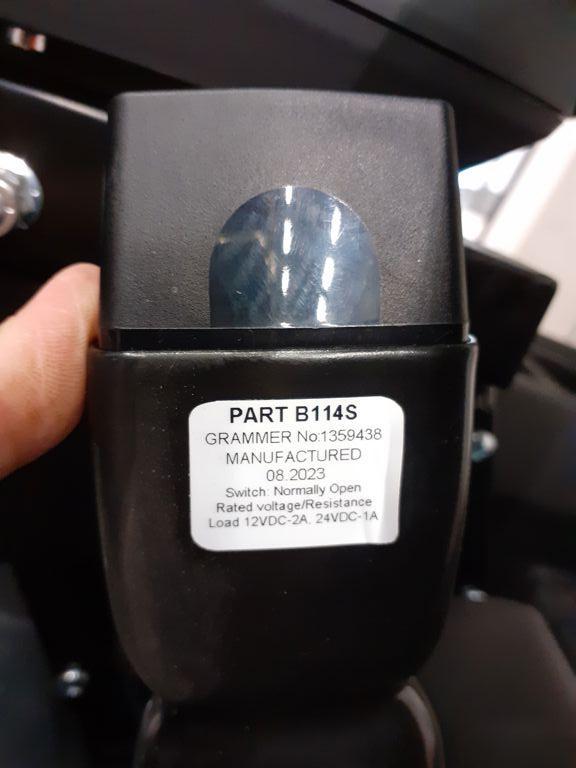 PART B114S
GRAMMER No:1359438
MANUFACTURED
08.2023
Switch: Normally Open
Rated voltage/Resistance
Load 12VDC-2A, 24VDC-1A